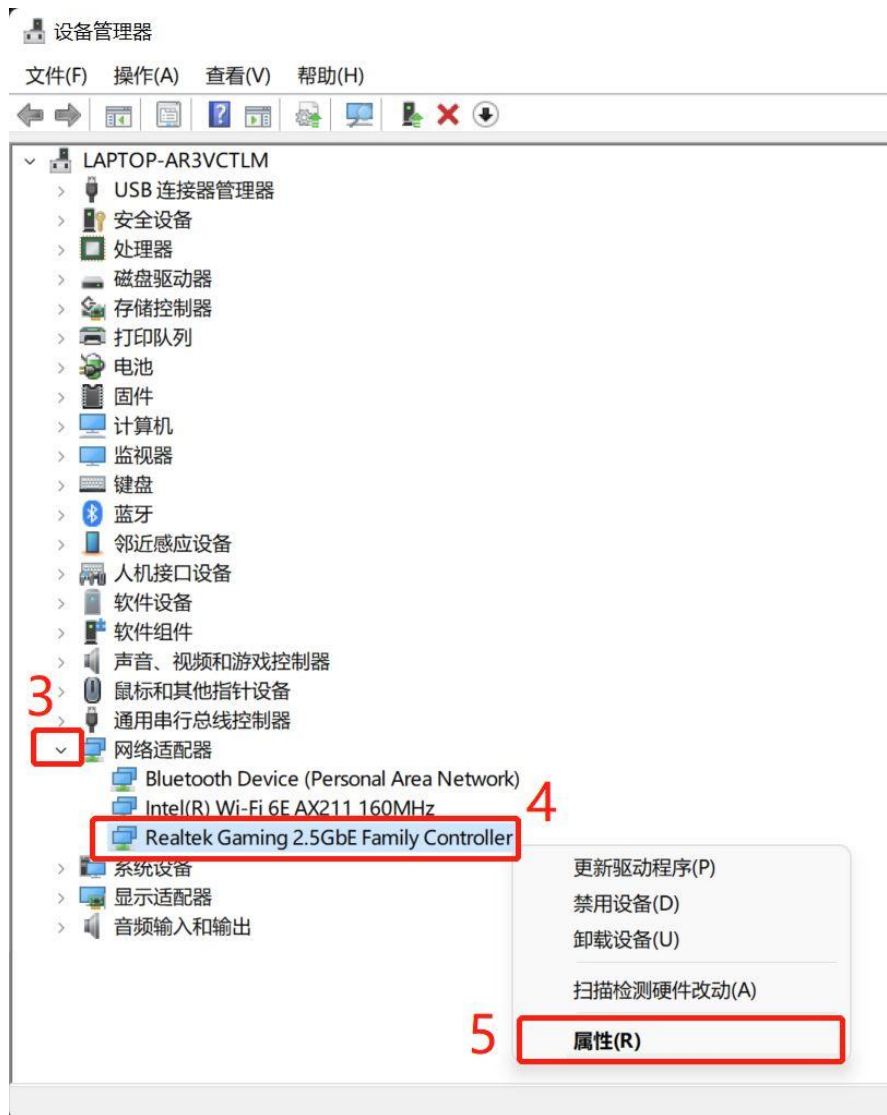 设备管理器
文件(F) 操作(A) 查看(V) 帮助(H)
LAPTOP-AR3VCTLM
USB 连接器管理器
安全设备
处理器
磁盘驱动器
存储控制器
打印队列
电池
固件
计算机
监视器
键盘
蓝牙
邻近感应设备
人机接口设备
软件设备
软件组件
声音、视频和游戏控制器
3
鼠标和其他指针设备
通用串行总线控制器
网络适配器
Bluetooth Device (Personal Area Network)
Intel(R) Wi-Fi 6E AX211 160MHz
4
Realtek Gaming 2.5GbE Family Controller
系统设备
显示适配器
音频输入和输出
更新驱动程序(P)
禁用设备(D)
卸载设备(U)
扫描检测硬件改动(A)
5
属性(R)